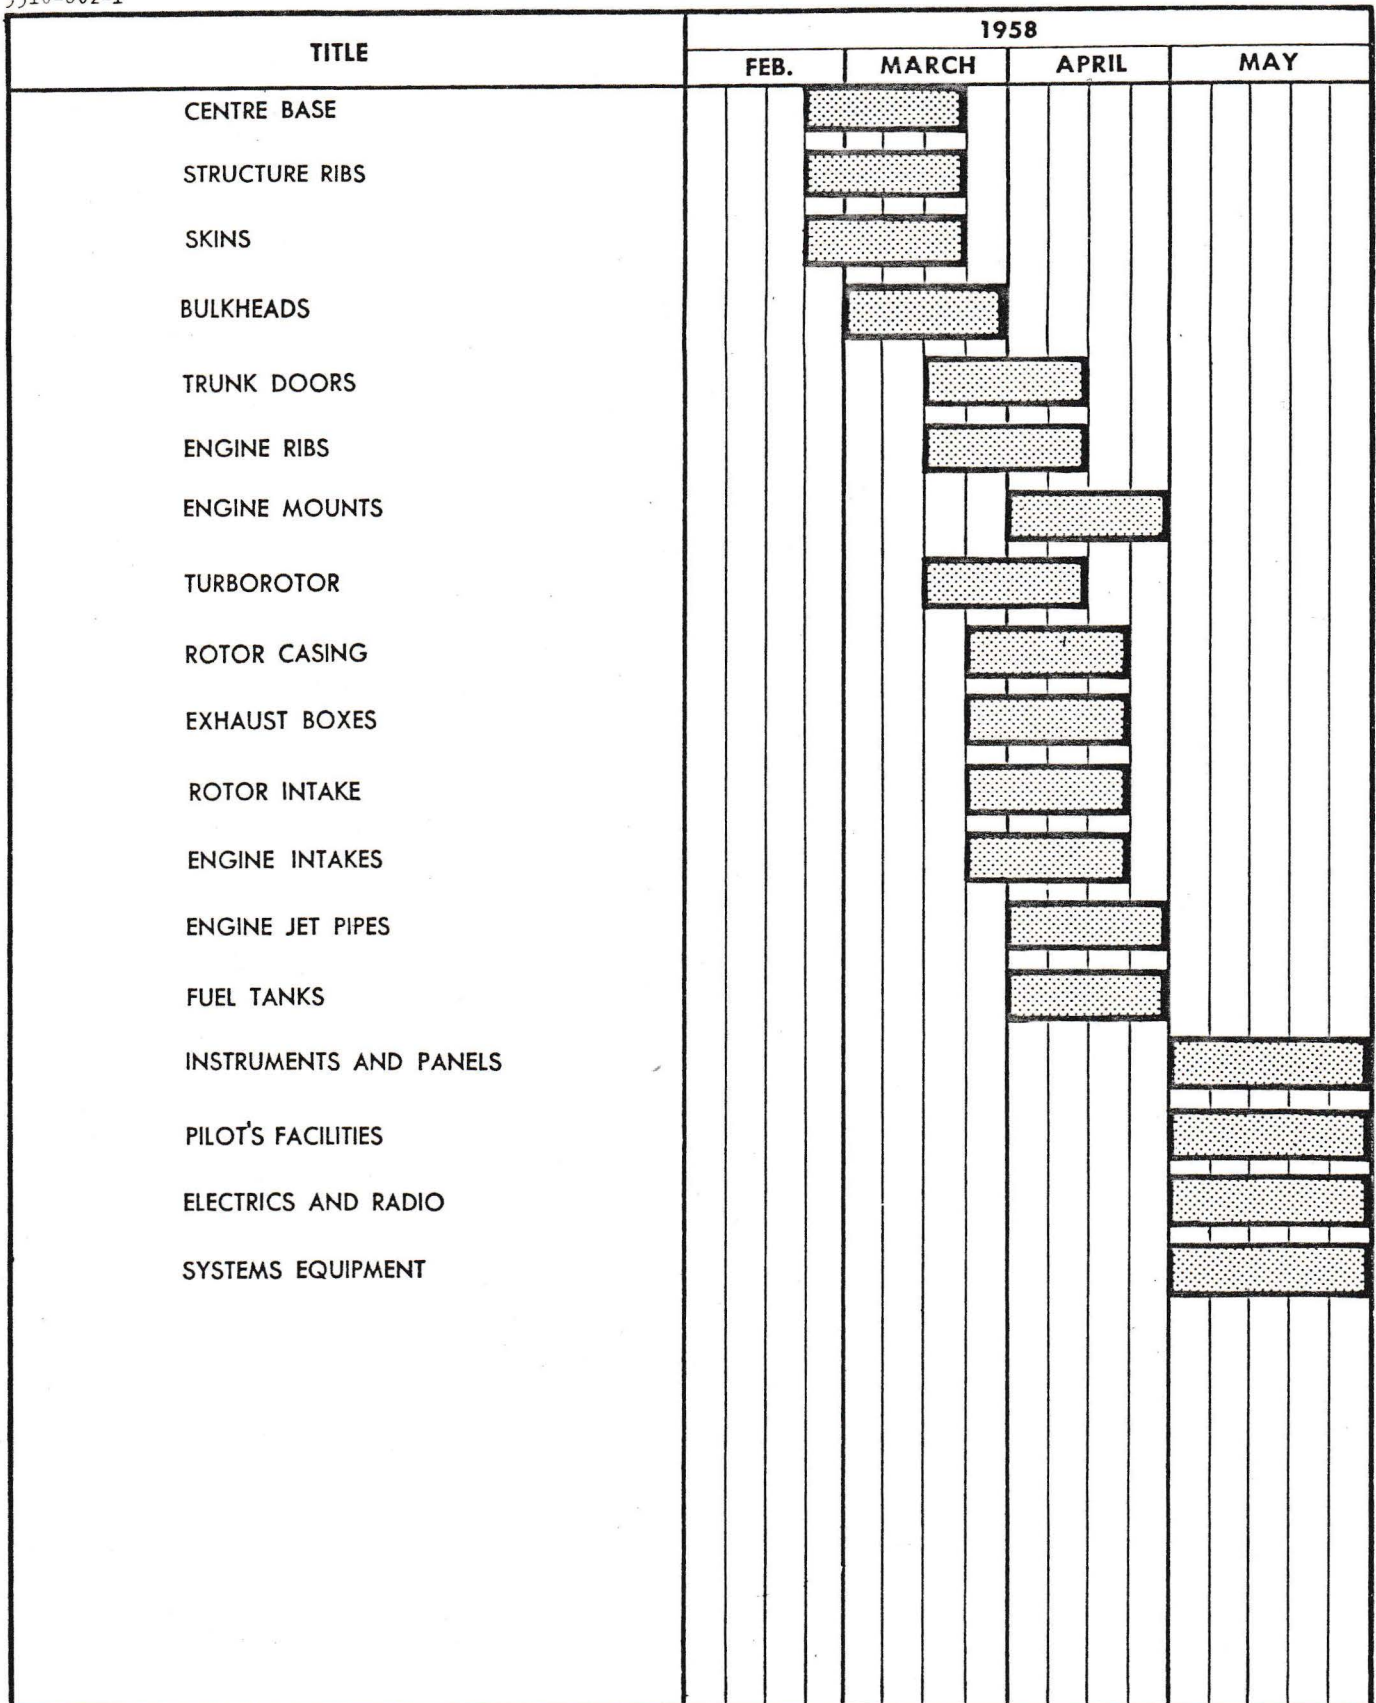 TITLE
1958
FEB. MARCH APRIL MAY
CENTRE BASE
STRUCTURE RIBS
SKINS
BULKHEADS
TRUNK DOORS
ENGINE RIBS
ENGINE MOUNTS
TURBOROTOR
ROTOR CASING
EXHAUST BOXES
ROTOR INTAKE
ENGINE INTAKES
ENGINE JET PIPES
FUEL TANKS
INSTRUMENTS AND PANELS
PILOT'S FACILITIES
ELECTRICS AND RADIO
SYSTEMS EQUIPMENT